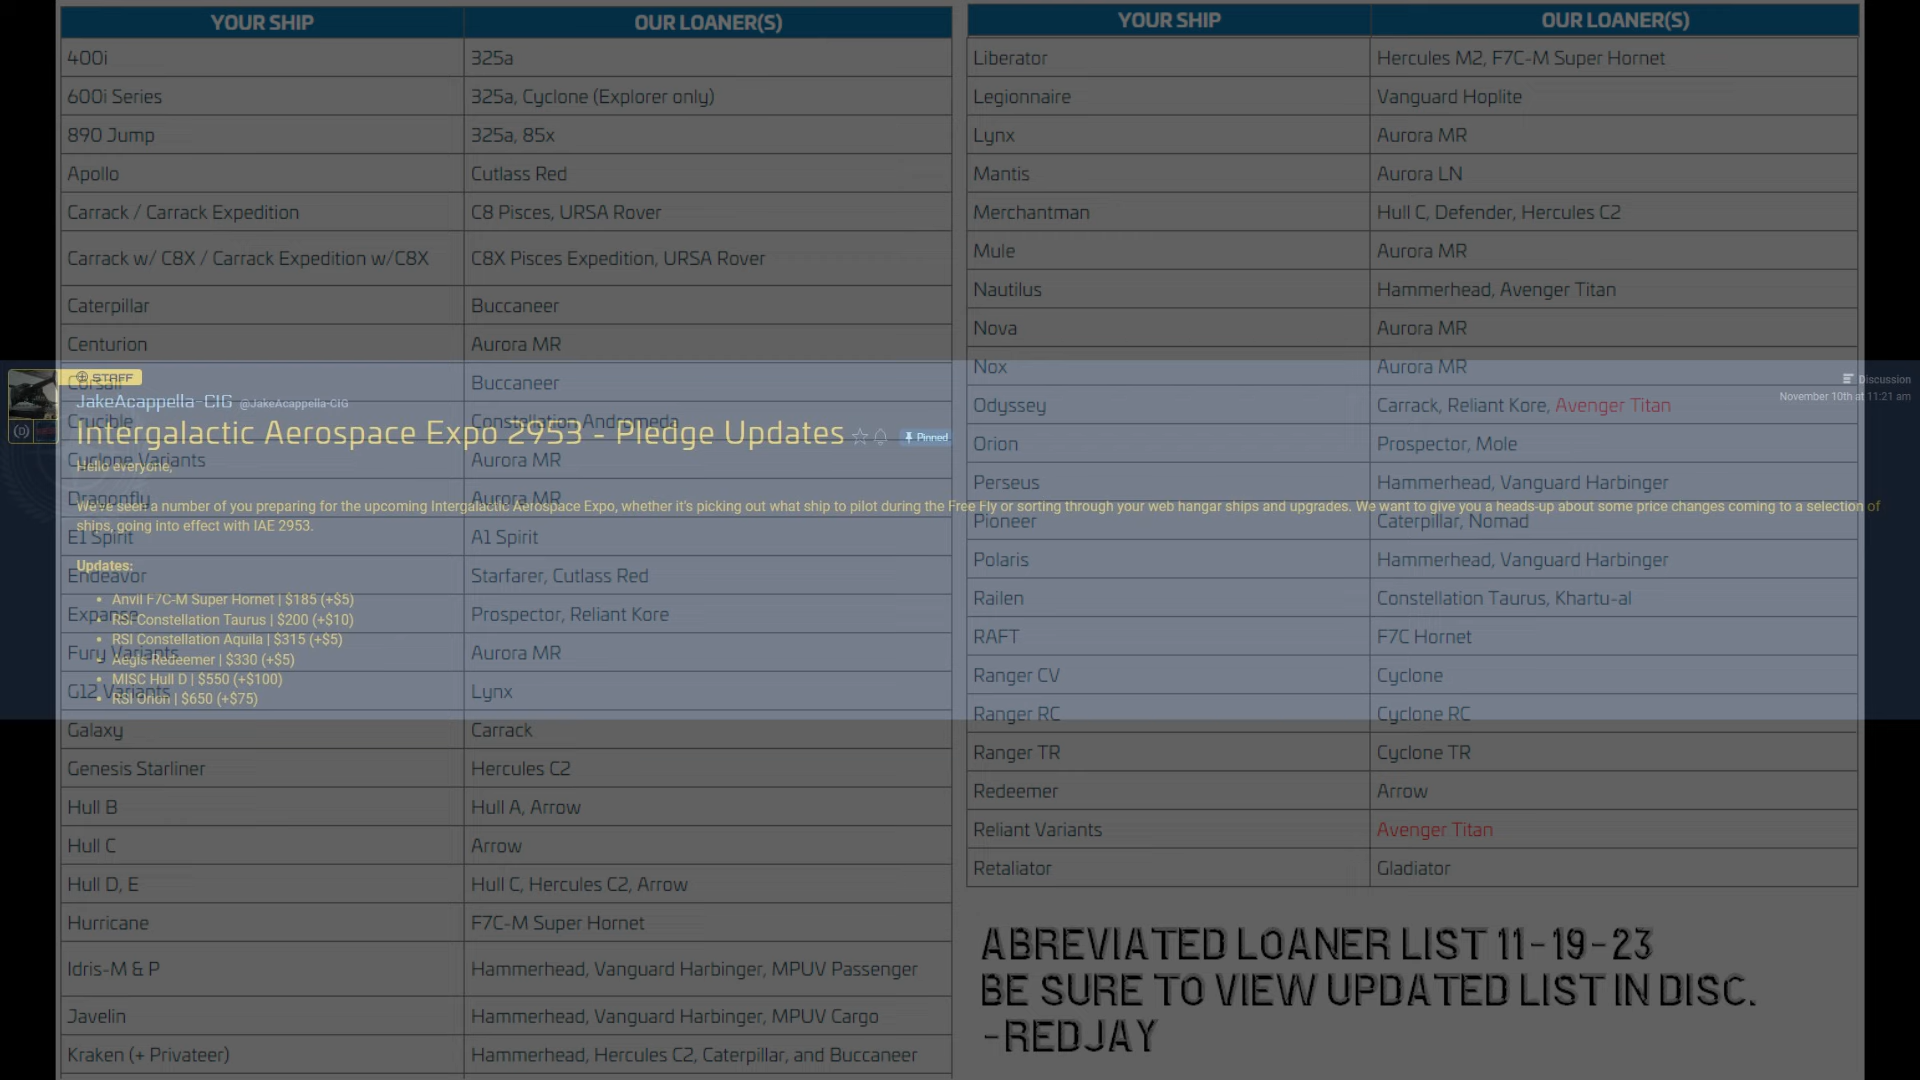 YOUR SHIP OUR LOANER(S)
400i 325a
600i Series 325a, Cyclone (Explorer only)
890 Jump 325a, 85x
Apollo Cutlass Red
Carrack / Carrack Expedition C8 Pisces, URSA Rover
Carrack w/ C8X / Carrack Expedition w/C8X C8X Pisces Expedition, URSA Rover
Caterpillar Buccaneer
Centurion Aurora MR
Corsair Buccaneer
Crucible Constellation Andromeda
Cyclone Variants Aurora MR
Dragonfly Aurora MR
E1 Spirit A1 Spirit
Endeavor Starfarer, Cutlass Red
Expanse Prospector, Reliant Kore
Fury Variants Aurora MR
G12 Variants Lynx
Galaxy Carrack
Genesis Starliner Hercules C2
Hull B Hull A, Arrow
Hull C Arrow
Hull D, E Hull C, Hercules C2, Arrow
Hurricane F7C-M Super Hornet
Idris-M & P Hammerhead, Vanguard Harbinger, MPUV Passenger
Javelin Hammerhead, Vanguard Harbinger, MPUV Cargo
Kraken (+ Privateer) Hammerhead, Hercules C2, Caterpillar, and Buccaneer
YOUR SHIP OUR LOANER(S)
Liberator Hercules M2, F7C-M Super Hornet
Legionnaire Vanguard Hoplite
Lynx Aurora MR
Mantis Aurora LN
Merchantman Hull C, Defender, Hercules C2
Mule Aurora MR
Nautilus Hammerhead, Avenger Titan
Nova Aurora MR
Nox Aurora MR
Odyssey Carrack, Reliant Kore, Avenger Titan
Orion Prospector, Mole
Perseus Hammerhead, Vanguard Harbinger
Pioneer Caterpillar, Nomad
Polaris Hammerhead, Vanguard Harbinger
Railen Constellation Taurus, Khartu-al
RAFT F7C Hornet
Ranger CV Cyclone
Ranger RC Cyclone RC
Ranger TR Cyclone TR
Redeemer Arrow
Reliant Variants Avenger Titan
Retaliator Gladiator
ABREVIATED LOANER LIST 11-19-23
BE SURE TO VIEW UPDATED LIST IN DISC.
-REDJAY
STAFF
JakeAcappella-CIG @JakeAcappella-CIG
Discussion
November 10th at 11:21 am
Intergalactic Aerospace Expo 2953 - Pledge Updates Pinned
Hello everyone,
We've seen a number of you preparing for the upcoming Intergalactic Aerospace Expo, whether it's picking out what ship to pilot during the Free Fly or sorting through your web hangar ships and upgrades. We want to give you a heads-up about some price changes coming to a selection of
ships, going into effect with IAE 2953.
Updates:
• Anvil F7C-M Super Hornet | $185 (+$5)
• RSI Constellation Taurus | $200 (+$10)
• RSI Constellation Aquila | $315 (+$5)
• Aegis Redeemer | $330 (+$5)
• MISC Hull D | $550 (+$100)
• RSI Orion | $650 (+$75)